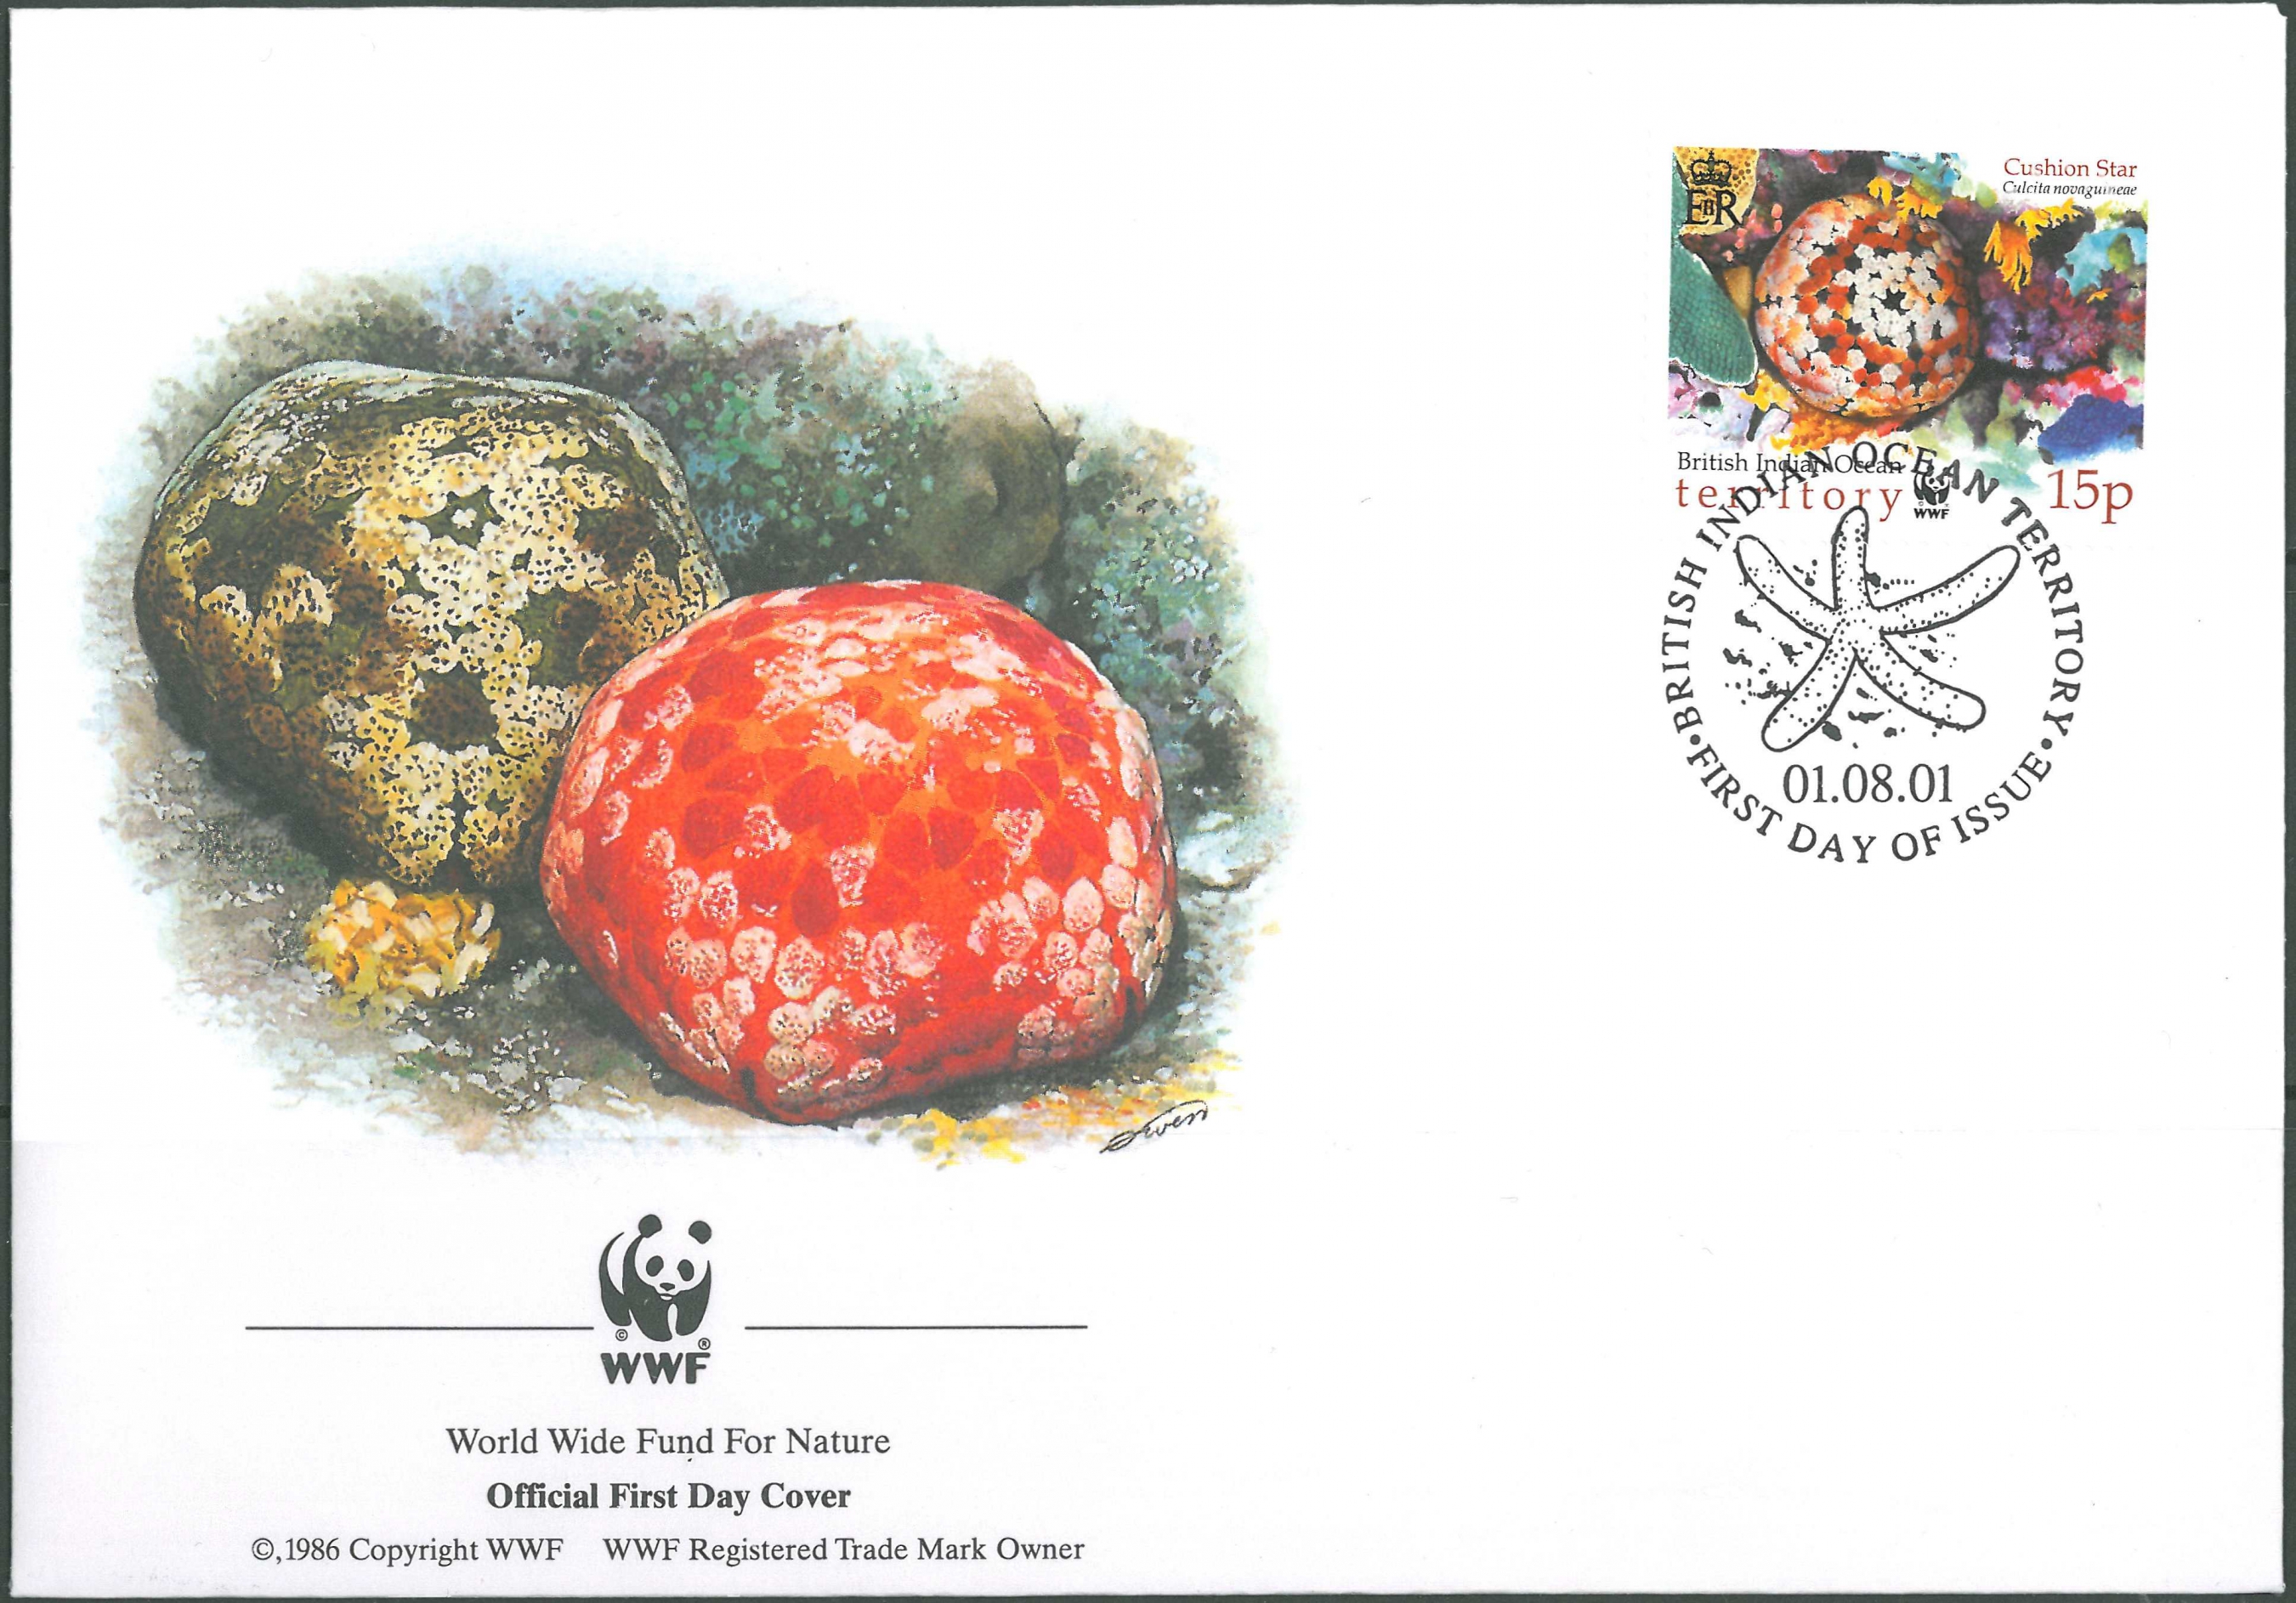 Cushion Star
Culcita novaguineae
EIIR
British Indian Ocean
territory
WWF
15p
BRITISH INDIAN OCEAN TERRITORY
01.08.01
• FIRST DAY OF ISSUE •
©
®
WWF
World Wide Fund For Nature
Official First Day Cover
©, 1986 Copyright WWF WWF Registered Trade Mark Owner